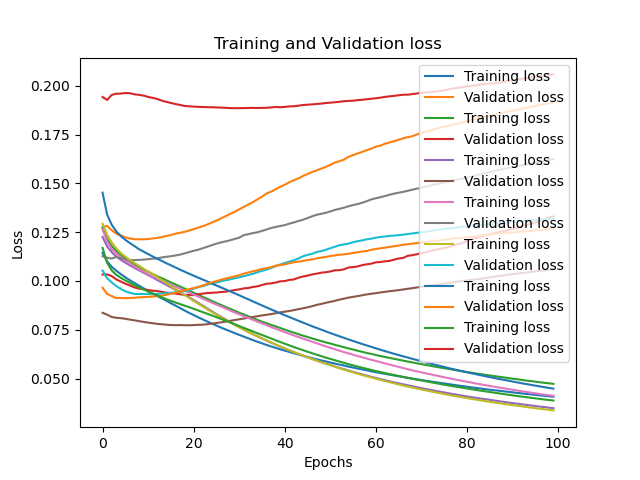 Training and Validation loss
Loss
0.200
0.175
0.150
0.125
0.100
0.075
0.050
Training loss
Validation loss
Training loss
Validation loss
Training loss
Validation loss
Training loss
Validation loss
Training loss
Validation loss
Training loss
Validation loss
Training loss
Validation loss
0 20 40 60 80 100
Epochs